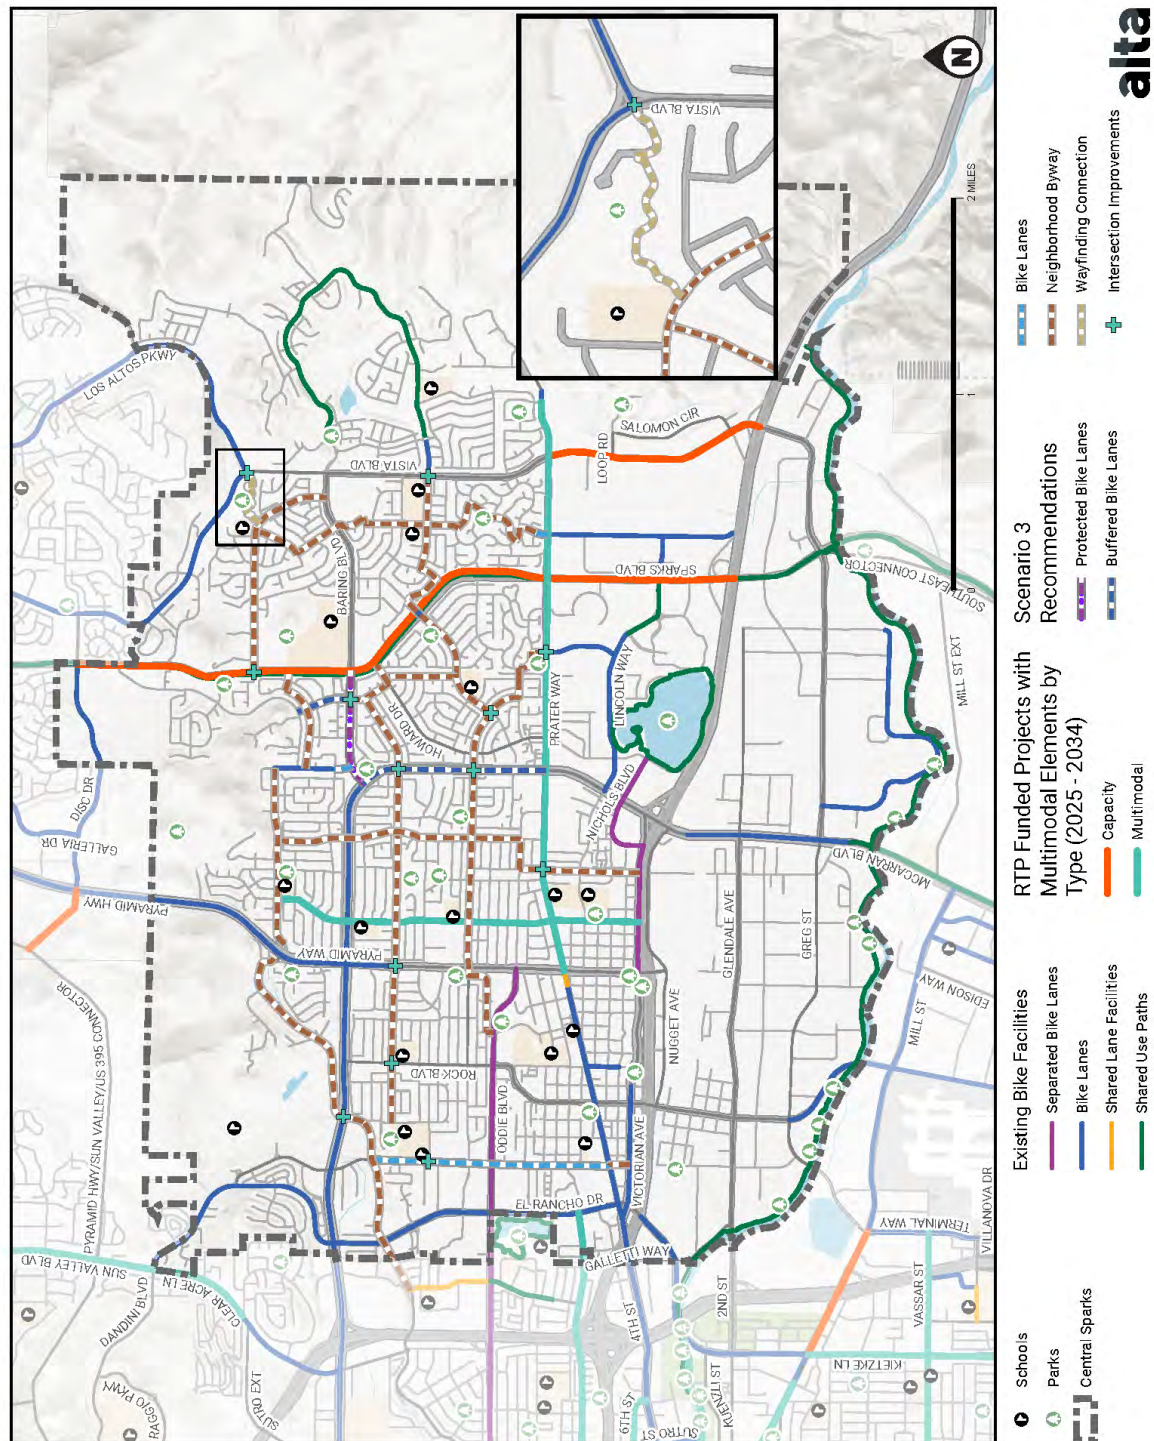 N
VISTA BLVD
LOS ALTOS PKWY
VISTA BLVD
BARING BLVD
LOOP RD
SALOMON CIR
SPARKS BLVD
SOUTHEAST CONNECTOR
MILL ST EXT
LINCOLN WAY
PRATER WAY
HOWARD DR
NICHOLS BLVD
DISC DR
GALLERIA DR
PYRAMID HWY
PYRAMID WAY
MCCARRAN BLVD
GLENDALE AVE
GREG ST
NUGGET AVE
EDISON WAY
MILL ST
PYRAMID HWY/SUN VALLEY/US 395 CONNECTOR
ROCK BLVD
ODDIE BLVD
VICTORIAN AVE
EL RANCHO DR
GALLETTI WAY
SUN VALLEY BLVD
DANDINI BLVD
CLEAR ACRE LN
RAGGIO PKWY
SUTRO EXT
4TH ST
6TH ST
SUTRO ST
KUENZLI ST
2ND ST
KIETZKE LN
VASSAR ST
TERMINAL WAY
VILLANOVA DR
0
1
2 MILES
Schools
Parks
Central Sparks
Existing Bike Facilities
Separated Bike Lanes
Bike Lanes
Shared Lane Facilities
Shared Use Paths
RTP Funded Projects with
Multimodal Elements by
Type (2025 - 2034)
Capacity
Multimodal
Scenario 3
Recommendations
Protected Bike Lanes
Buffered Bike Lanes
Bike Lanes
Neighborhood Byway
Wayfinding Connection
Intersection Improvements
alta